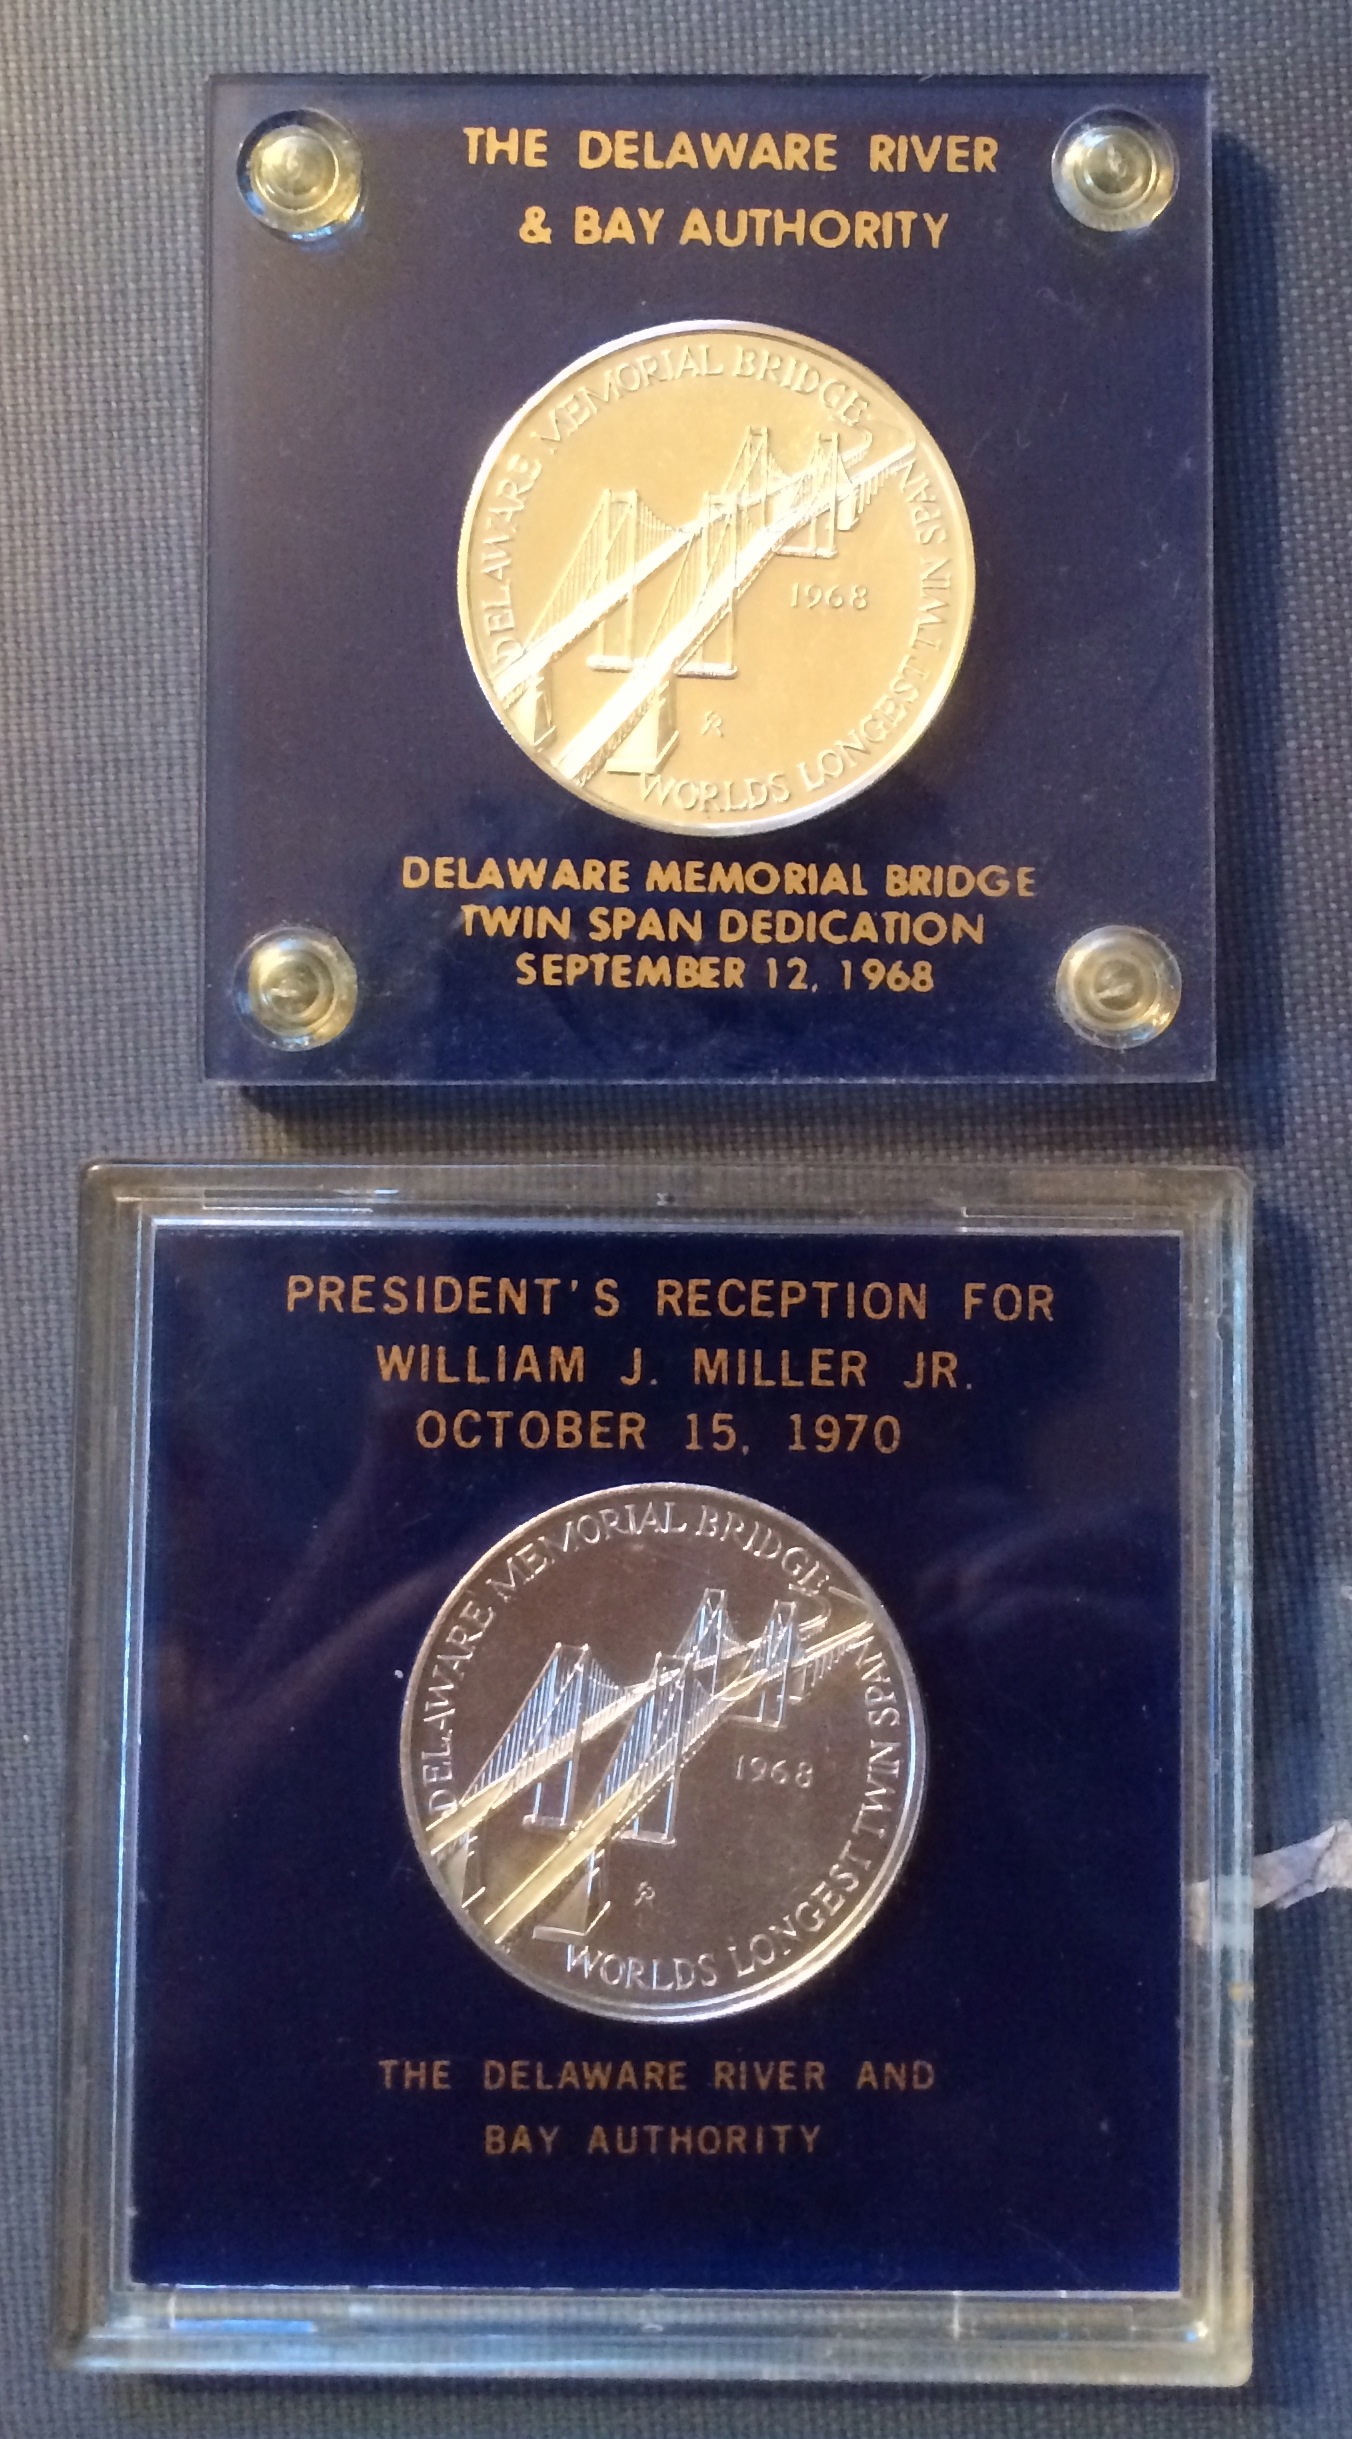 THE DELAWARE RIVER
& BAY AUTHORITY
DELAWARE MEMORIAL BRIDGE
WORLDS LONGEST TWIN SPAN
1968
DELAWARE MEMORIAL BRIDGE
TWIN SPAN DEDICATION
SEPTEMBER 12, 1968
PRESIDENT'S RECEPTION FOR
WILLIAM J. MILLER JR.
OCTOBER 15, 1970
DELAWARE MEMORIAL BRIDGE
WORLDS LONGEST TWIN SPAN
1968
THE DELAWARE RIVER AND
BAY AUTHORITY